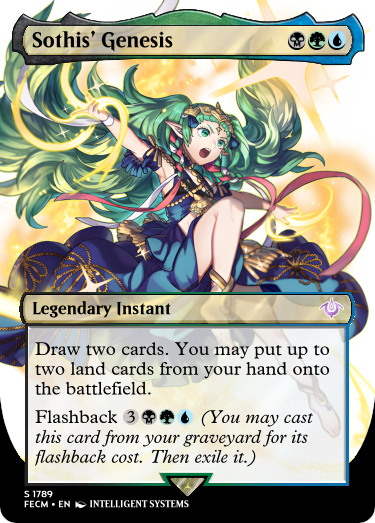 Sothis' Genesis
Legendary Instant
Draw two cards. You may put up to
two land cards from your hand onto
the battlefield.
Flashback 3 (You may cast
this card from your graveyard for its
flashback cost. Then exile it.)
S 1789
FECM • EN INTELLIGENT SYSTEMS